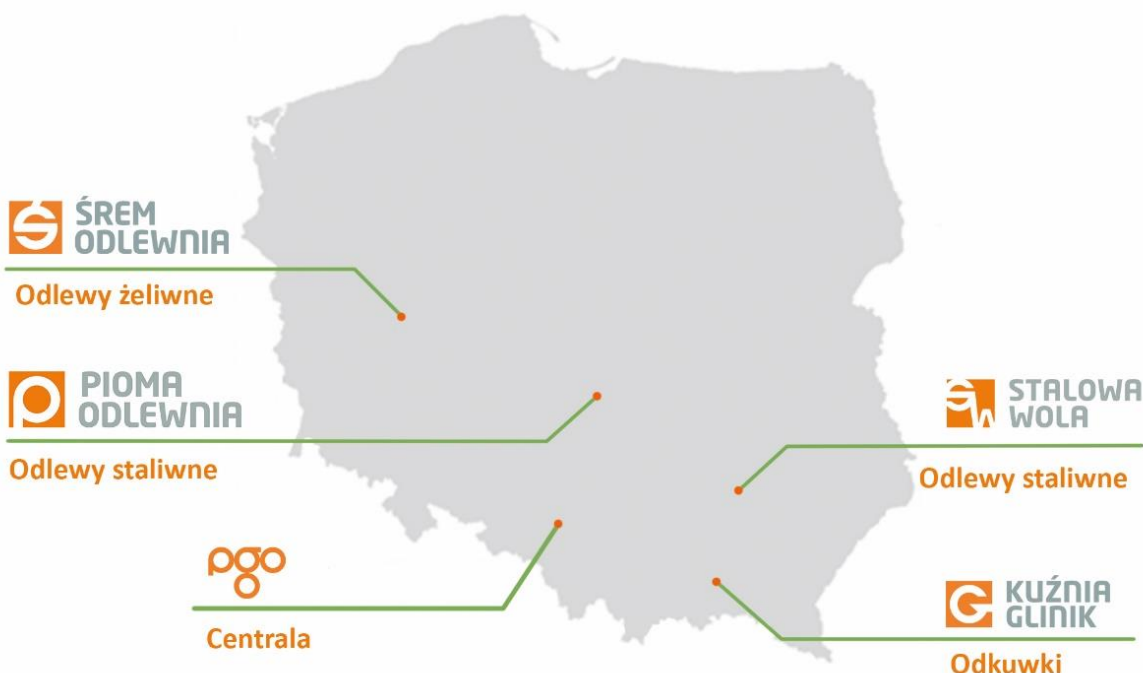 ŚREM
ODLEWNIA
Odlewy żeliwne
PIOMA
ODLEWNIA
Odlewy staliwne
pgo
Centrala
STALOWA
WOLA
Odlewy staliwne
KUŹNIA
GLINIK
Odkuwki